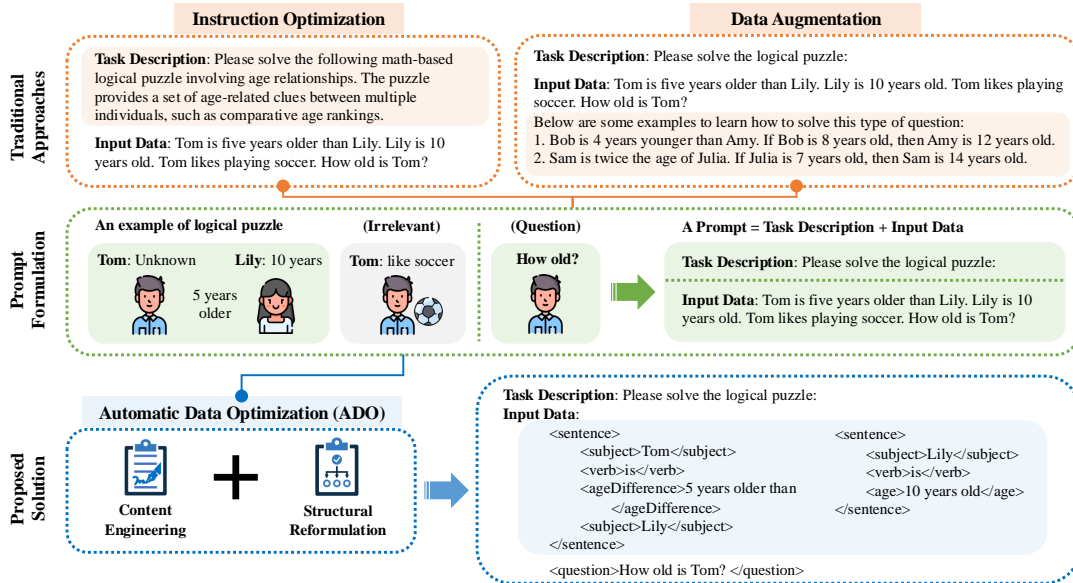 Traditional
Approaches
Instruction Optimization
Task Description: Please solve the following math-based
logical puzzle involving age relationships. The puzzle
provides a set of age-related clues between multiple
individuals, such as comparative age rankings.
Input Data: Tom is five years older than Lily. Lily is 10
years old. Tom likes playing soccer. How old is Tom?
Data Augmentation
Task Description: Please solve the logical puzzle:
Input Data: Tom is five years older than Lily. Lily is 10 years old. Tom likes playing
soccer. How old is Tom?
Below are some examples to learn how to solve this type of question:
1. Bob is 4 years younger than Amy. If Bob is 8 years old, then Amy is 12 years old.
2. Sam is twice the age of Julia. If Julia is 7 years old, then Sam is 14 years old.
Prompt
Formulation
An example of logical puzzle
(Irrelevant)
(Question)
Tom: Unknown
Lily: 10 years
5 years
older
Tom: like soccer
How old?
A Prompt = Task Description + Input Data
Task Description: Please solve the logical puzzle:
Input Data: Tom is five years older than Lily. Lily is 10
years old. Tom likes playing soccer. How old is Tom?
Proposed
Solution
Automatic Data Optimization (ADO)
Content
Engineering
Structural
Reformulation
Task Description: Please solve the logical puzzle:
Input Data:
<sentence>
<subject>Tom</subject>
<verb>is</verb>
<ageDifference>5 years older than
</ageDifference>
<subject>Lily</subject>
</sentence>
<sentence>
<subject>Lily</subject>
<verb>is</verb>
<age>10 years old</age>
</sentence>
<question>How old is Tom? </question>